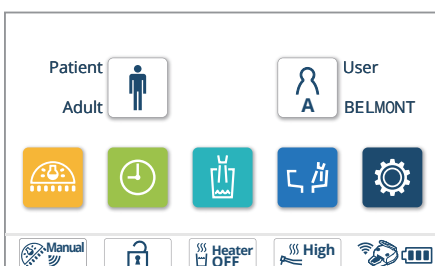 Patient
Adult
User
A BELMONT
Manual
Heater
OFF
High